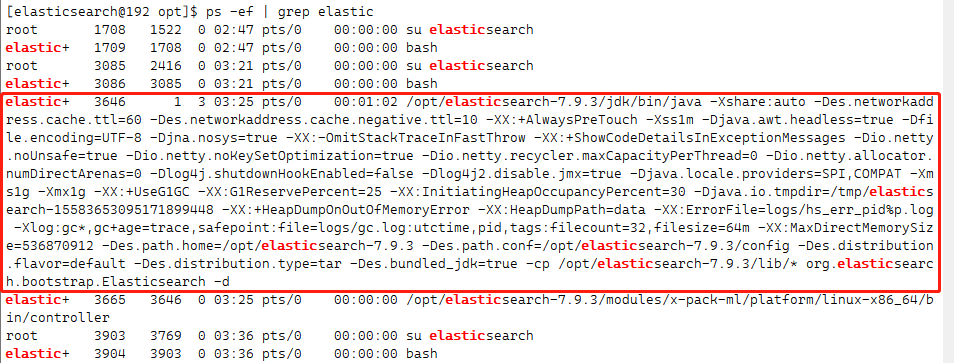 [elasticsearch@192 opt]$ ps -ef | grep elastic
root 1708 1522 0 02:47 pts/0 00:00:00 su elasticsearch
elastic+ 1709 1708 0 02:47 pts/0 00:00:00 bash
root 3085 2416 0 03:21 pts/0 00:00:00 su elasticsearch
elastic+ 3086 3085 0 03:21 pts/0 00:00:00 bash
elastic+ 3646 1 3 03:25 pts/0 00:01:02 /opt/elasticsearch-7.9.3/jdk/bin/java -Xshare:auto -Des.networkadd
ress.cache.ttl=60 -Des.networkaddress.cache.negative.ttl=10 -XX:+AlwaysPreTouch -Xss1m -Djava.awt.headless=true -Dfi
le.encoding=UTF-8 -Djna.nosys=true -XX:-OmitStackTraceInFastThrow -XX:+ShowCodeDetailsInExceptionMessages -Dio.netty
.noUnsafe=true -Dio.netty.noKeySetOptimization=true -Dio.netty.recycler.maxCapacityPerThread=0 -Dio.netty.allocator.
numDirectArenas=0 -Dlog4j.shutdownHookEnabled=false -Dlog4j2.disable.jmx=true -Djava.locale.providers=SPI,COMPAT -Xm
s1g -Xmx1g -XX:+UseG1GC -XX:G1ReservePercent=25 -XX:InitiatingHeapOccupancyPercent=30 -Djava.io.tmpdir=/tmp/elastics
earch-15583653095171899448 -XX:+HeapDumpOnOutOfMemoryError -XX:HeapDumpPath=data -XX:ErrorFile=logs/hs_err_pid%p.log
-Xlog:gc*,gc+age=trace,safepoint:file=logs/gc.log:utctime,pid,tags:filecount=32,filesize=64m -XX:MaxDirectMemorySiz
e=536870912 -Des.path.home=/opt/elasticsearch-7.9.3 -Des.path.conf=/opt/elasticsearch-7.9.3/config -Des.distribution
.flavor=default -Des.distribution.type=tar -Des.bundled_jdk=true -cp /opt/elasticsearch-7.9.3/lib/* org.elasticsearc
h.bootstrap.Elasticsearch -d
elastic+ 3665 3646 0 03:25 pts/0 00:00:00 /opt/elasticsearch-7.9.3/modules/x-pack-ml/platform/linux-x86_64/b
in/controller
root 3903 3769 0 03:36 pts/0 00:00:00 su elasticsearch
elastic+ 3904 3903 0 03:36 pts/0 00:00:00 bash